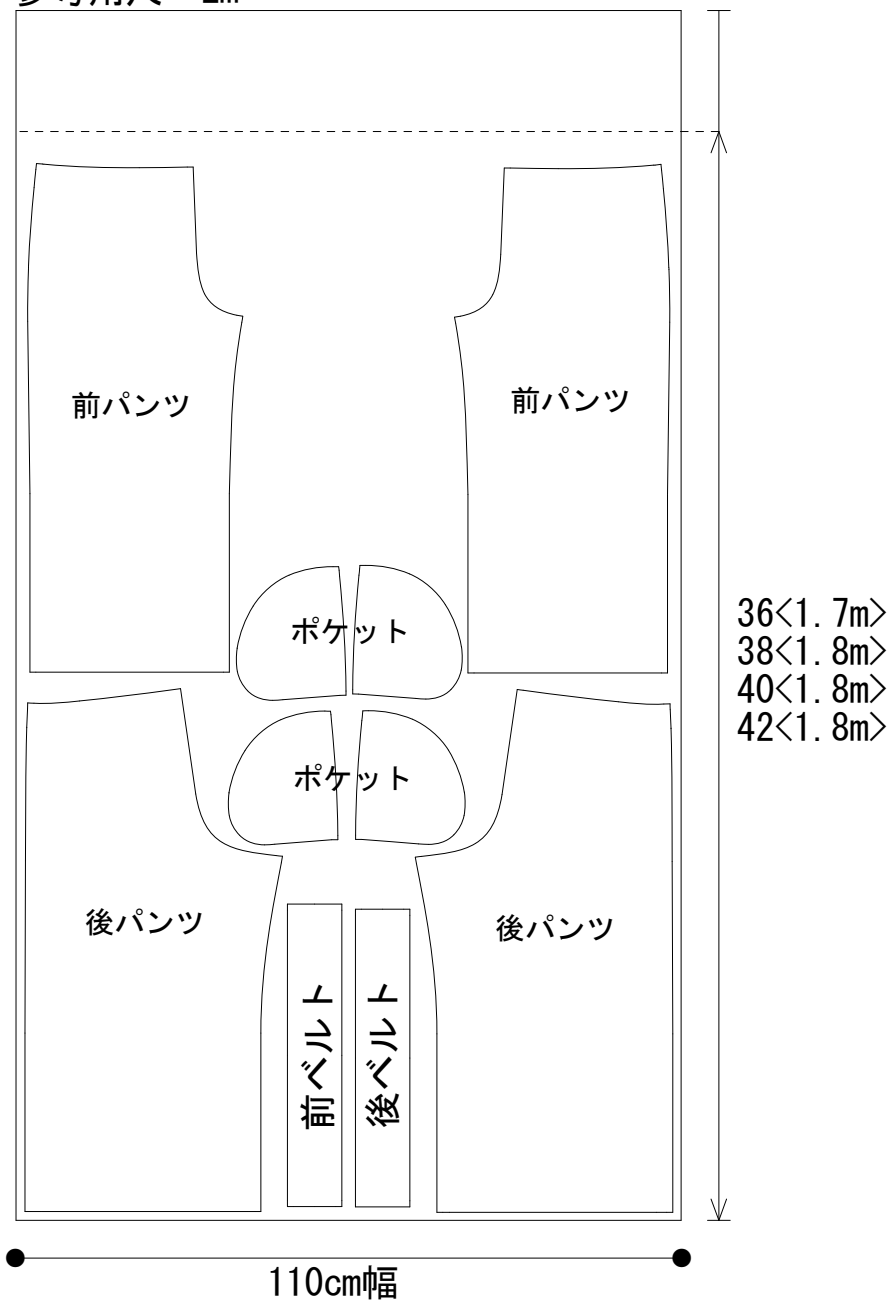 前パンツ
前パンツ
ポケット
36<1.7m>
38<1.8m>
40<1.8m>
42<1.8m>
ポケット
後パンツ
後パンツ
前ベルト
後ベルト
110cm幅